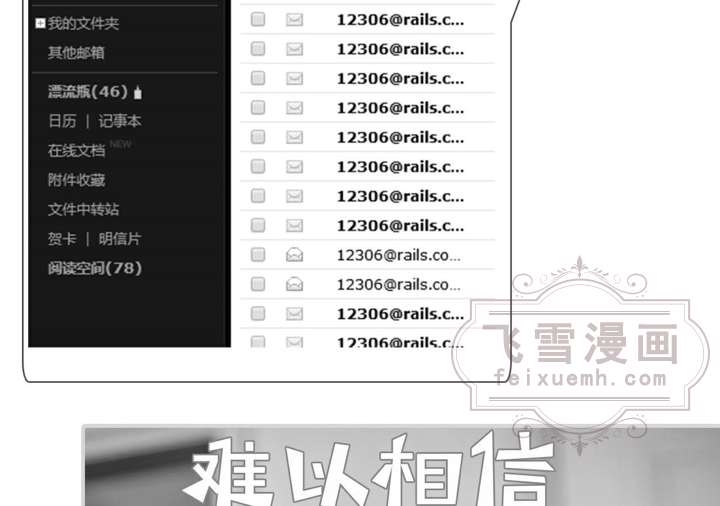 我的文件夹
其他邮箱
漂流瓶(46)
日历 | 记事本
在线文档 NEW
附件收藏
文件中转站
贺卡 | 明信片
阅读空间(78)
12306@rails.c...
12306@rails.c...
12306@rails.c...
12306@rails.c...
12306@rails.c...
12306@rails.c...
12306@rails.c...
12306@rails.c...
12306@rails.co...
12306@rails.co...
12306@rails.c...
12306@rails.c...
飞雪漫画
feixuemh.com
难以相信